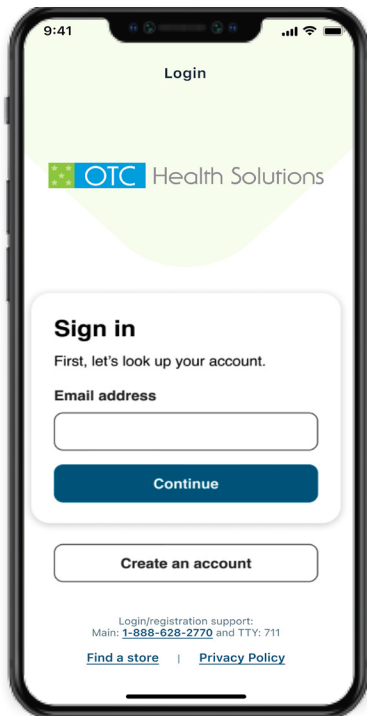 9:41
Login
OTC Health Solutions
Sign in
First, let's look up your account.
Email address
Continue
Create an account
Login/registration support:
Main: 1-888-628-2770 and TTY: 711
Find a store | Privacy Policy